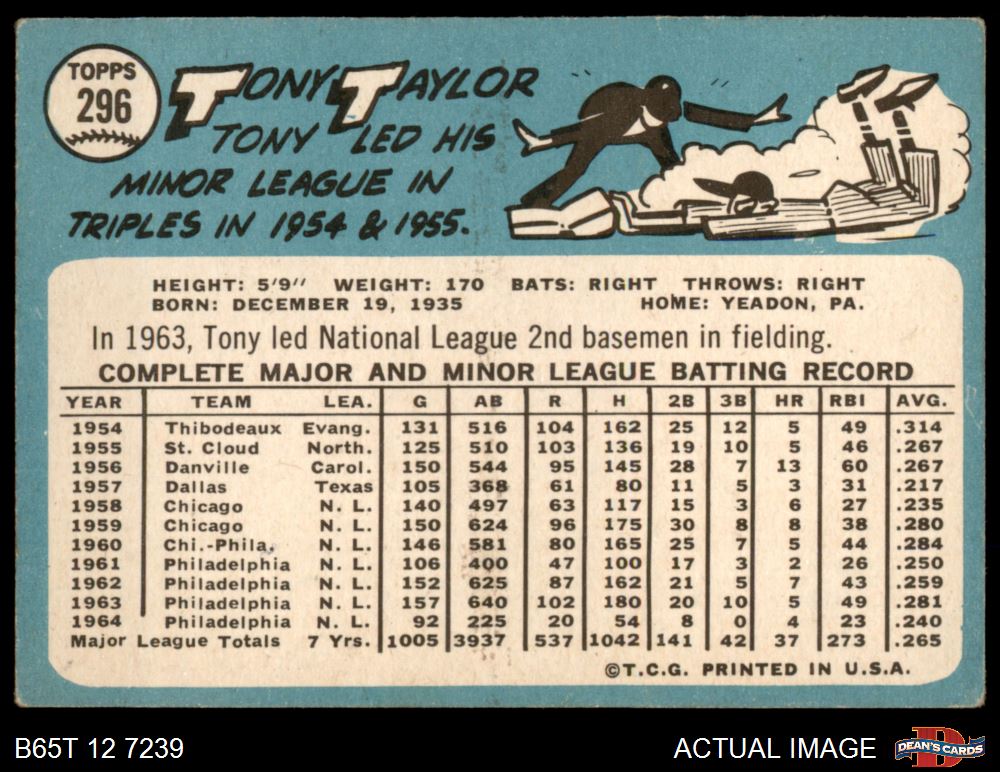 TOPPS
296
TONY TAYLOR
TONY LED HIS
MINOR LEAGUE IN
TRIPLES IN 1954 & 1955.
HEIGHT: 5'9" WEIGHT: 170 BATS: RIGHT THROWS: RIGHT
BORN: DECEMBER 19, 1935 HOME: YEADON, PA.
In 1963, Tony led National League 2nd basemen in fielding.
COMPLETE MAJOR AND MINOR LEAGUE BATTING RECORD
YEAR TEAM LEA. G AB R H 2B 3B HR RBI AVG.
1954 Thibodeaux Evang. 131 516 104 162 25 12 5 49 .314
1955 St. Cloud North. 125 510 103 136 19 10 5 46 .267
1956 Danville Carol. 150 544 95 145 28 7 13 60 .267
1957 Dallas Texas 105 368 61 80 11 5 3 31 .217
1958 Chicago N. L. 140 497 63 117 15 3 6 27 .235
1959 Chicago N. L. 150 624 96 175 30 8 8 38 .280
1960 Chi.-Phila. N. L. 146 581 80 165 25 7 5 44 .284
1961 Philadelphia N. L. 106 400 47 100 17 3 2 26 .250
1962 Philadelphia N. L. 152 625 87 162 21 5 7 43 .259
1963 Philadelphia N. L. 157 640 102 180 20 10 5 49 .281
1964 Philadelphia N. L. 92 225 20 54 8 0 4 23 .240
Major League Totals 7 Yrs. 1005 3937 537 1042 141 42 37 273 .265
©T.C.G. PRINTED IN U.S.A.
B65T 12 7239 ACTUAL IMAGE D DEAN'S CARDS